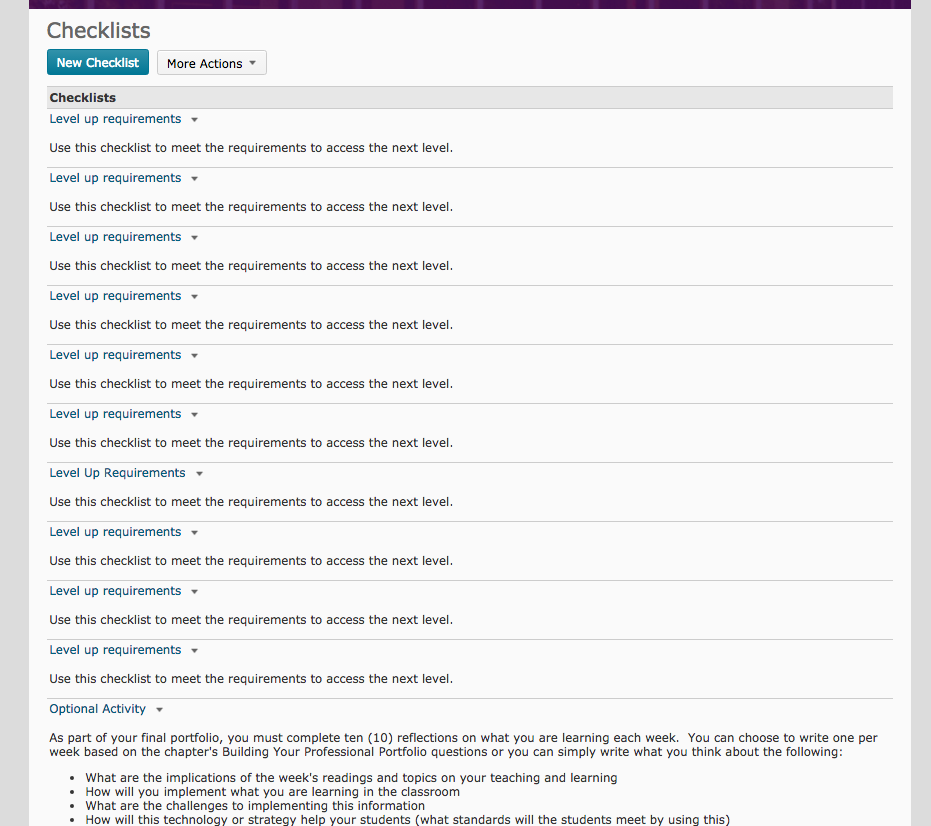 Checklists
New Checklist
More Actions
Checklists
Level up requirements
Use this checklist to meet the requirements to access the next level.
Level up requirements
Use this checklist to meet the requirements to access the next level.
Level up requirements
Use this checklist to meet the requirements to access the next level.
Level up requirements
Use this checklist to meet the requirements to access the next level.
Level up requirements
Use this checklist to meet the requirements to access the next level.
Level up requirements
Use this checklist to meet the requirements to access the next level.
Level Up Requirements
Use this checklist to meet the requirements to access the next level.
Level up requirements
Use this checklist to meet the requirements to access the next level.
Level up requirements
Use this checklist to meet the requirements to access the next level.
Level up requirements
Use this checklist to meet the requirements to access the next level.
Optional Activity
As part of your final portfolio, you must complete ten (10) reflections on what you are learning each week.  You can choose to write one per
week based on the chapter's Building Your Professional Portfolio questions or you can simply write what you think about the following:
• What are the implications of the week's readings and topics on your teaching and learning
• How will you implement what you are learning in the classroom
• What are the challenges to implementing this information
• How will this technology or strategy help your students (what standards will the students meet by using this)